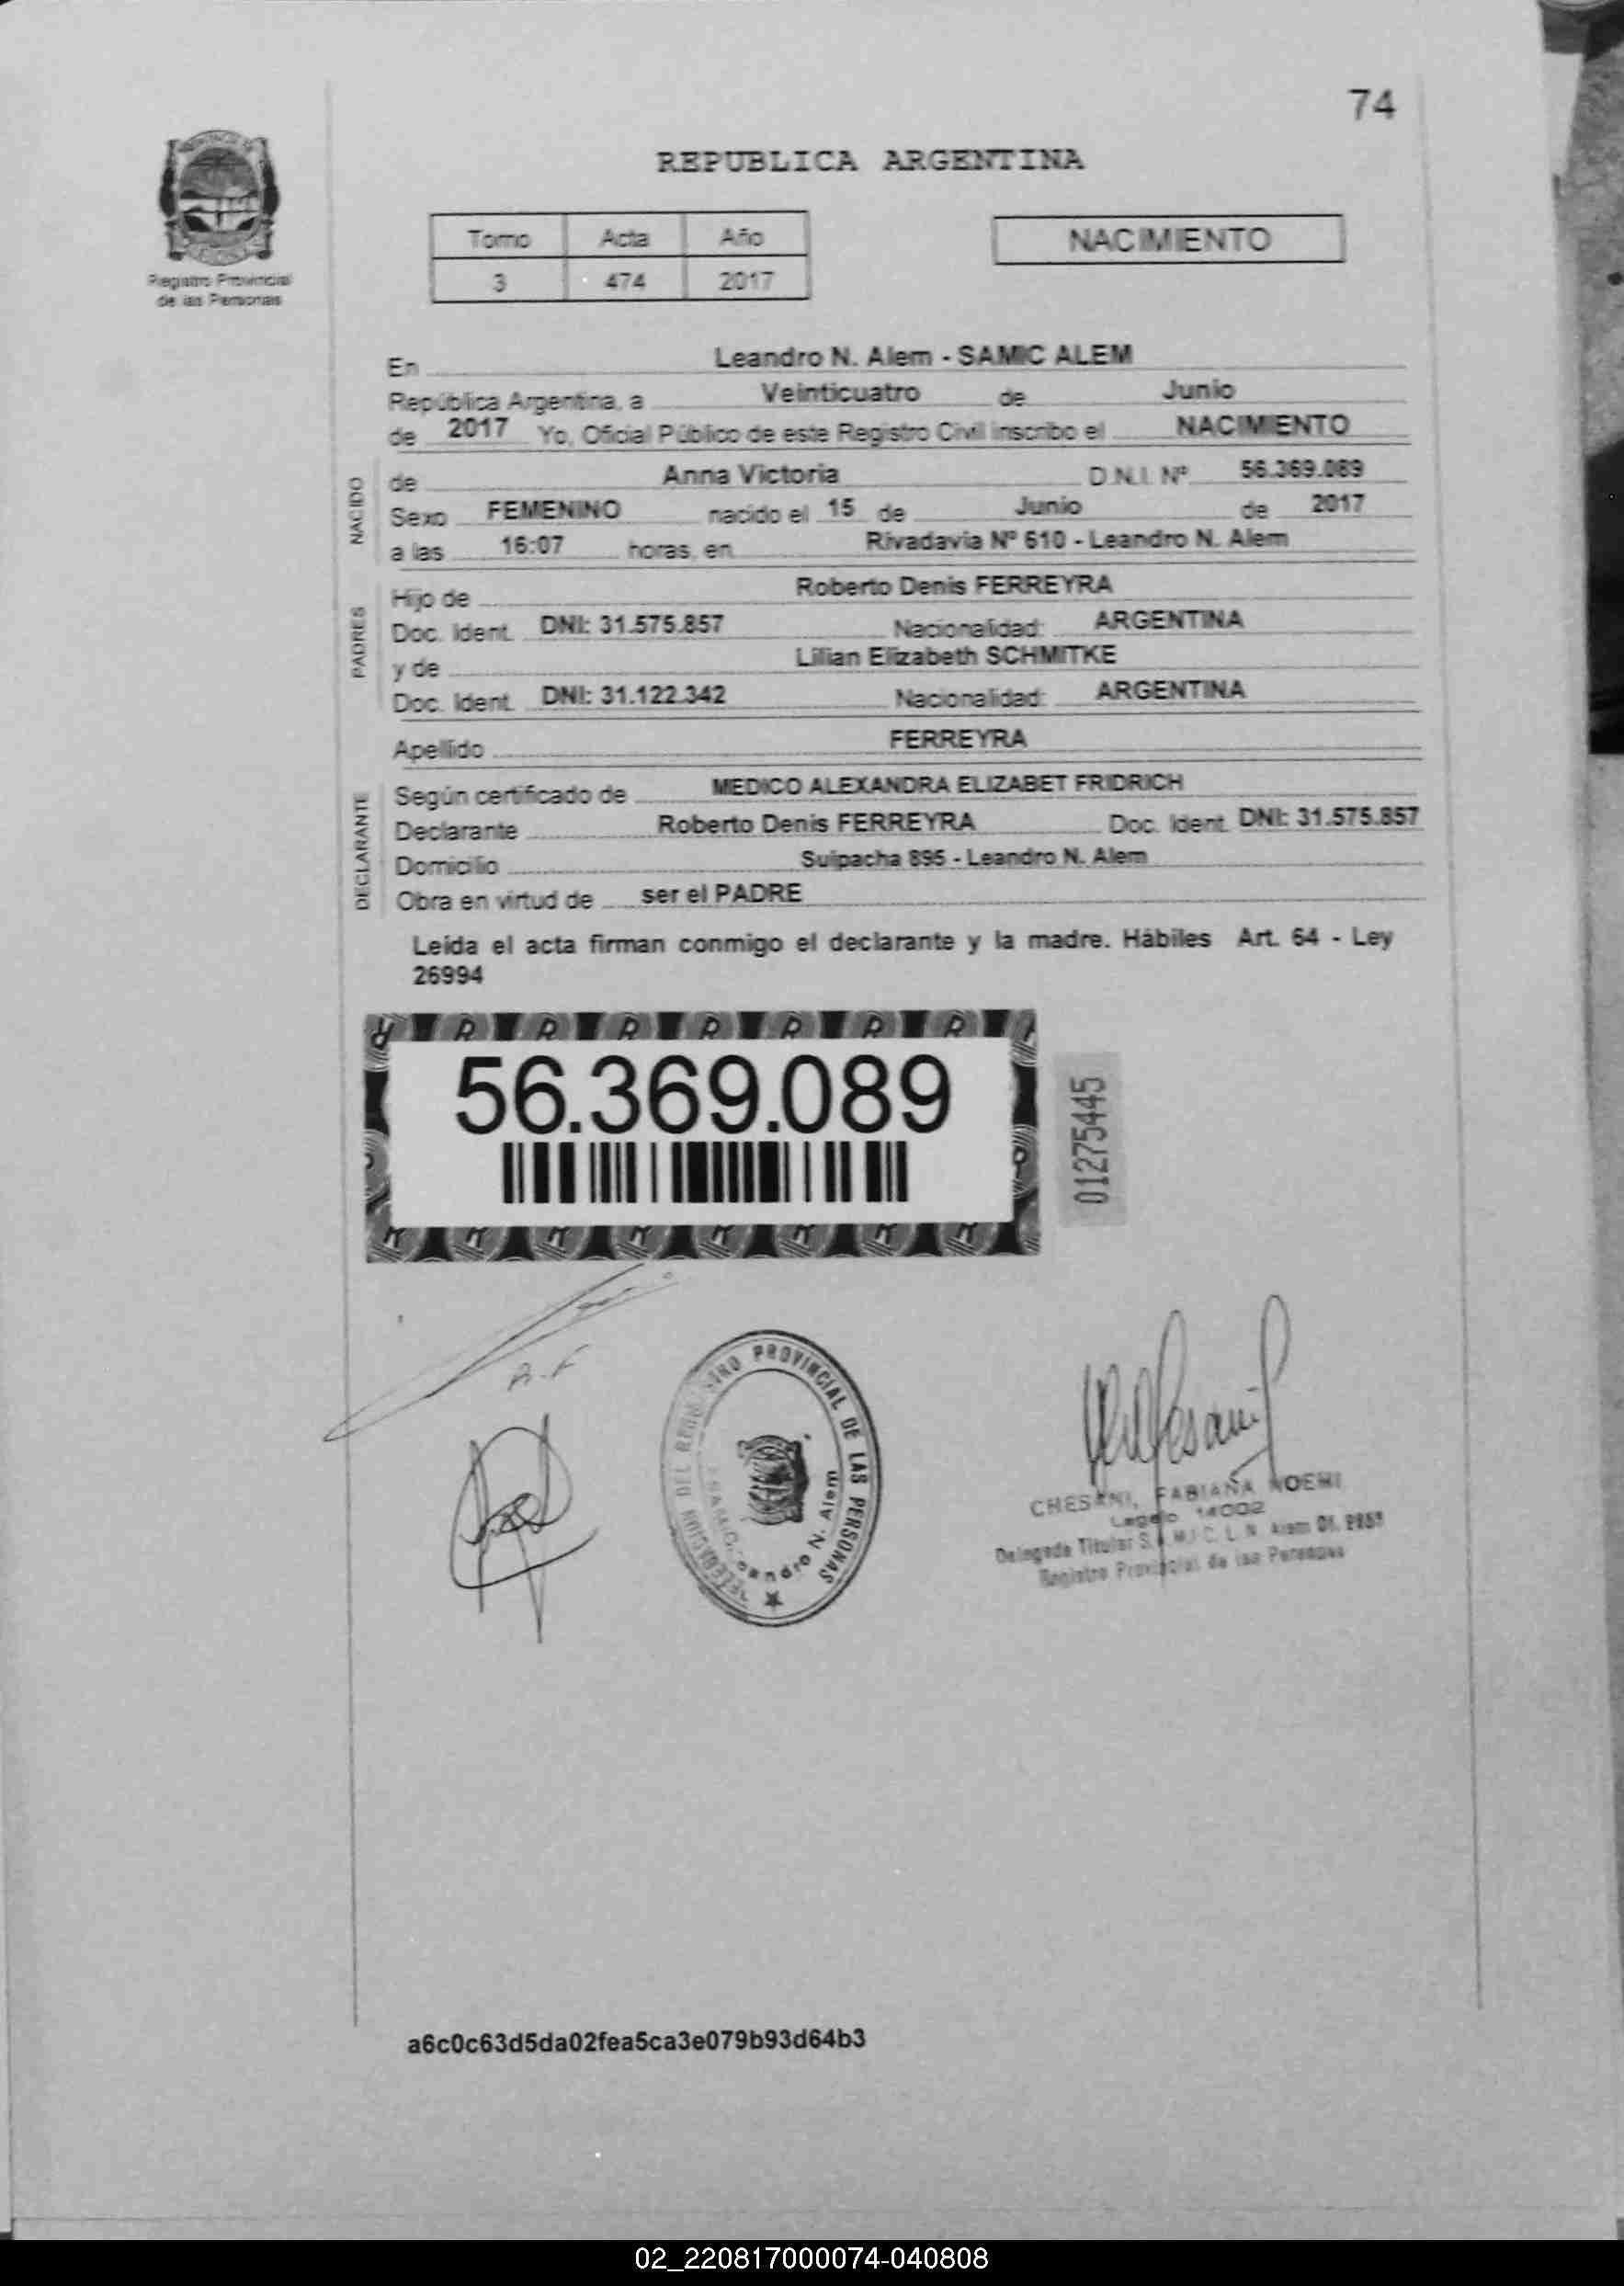 74
REPUBLICA ARGENTINA
Registro Provincial
de las Personas
Tomo Acta Año
3 474 2017
NACIMIENTO
En Leandro N. Alem - SAMIC ALEM
República Argentina, a Veinticuatro de Junio
de 2017 Yo, Oficial Público de este Registro Civil inscribo el NACIMIENTO
NACIDO
de Anna Victoria D.N.I. Nº 56.369.089
Sexo FEMENINO nacido el 15 de Junio de 2017
a las 16:07 horas, en Rivadavia Nº 610 - Leandro N. Alem
PADRES
Hijo de Roberto Denis FERREYRA
Doc. Ident. DNI: 31.575.857 Nacionalidad: ARGENTINA
y de Lilian Elizabeth SCHMITKE
Doc. Ident. DNI: 31.122.342 Nacionalidad: ARGENTINA
Apellido FERREYRA
DECLARANTE
Según certificado de MEDICO ALEXANDRA ELIZABET FRIDRICH
Declarante Roberto Denis FERREYRA Doc. Ident. DNI: 31.575.857
Domicilio Suipacha 895 - Leandro N. Alem
Obra en virtud de ser el PADRE
Leida el acta firman conmigo el declarante y la madre. Hábiles Art. 64 - Ley
26994
56.369.089
01275445
PROVINCIAL DE LAS PERSONAS
N. Alem
CHESANI, FABIANA NOEMI
Legajo 14002
Delegada Titular
Registro Provincial de las Personas
a6c0c63d5da02fea5ca3e079b93d64b3
02_220817000074-040808